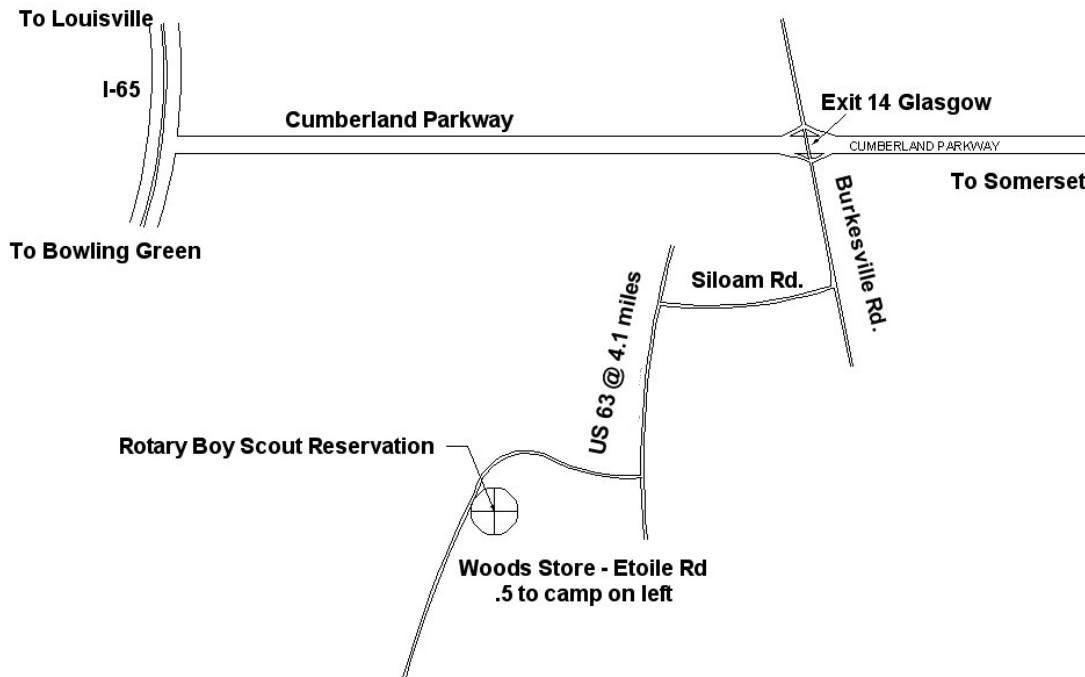 To Louisville
I-65
Exit 14 Glasgow
Cumberland Parkway
CUMBERLAND PARKWAY
To Somerset
To Bowling Green
Burkesville Rd.
Siloam Rd.
US 63 @ 4.1 miles
Rotary Boy Scout Reservation
Woods Store - Etoile Rd
.5 to camp on left